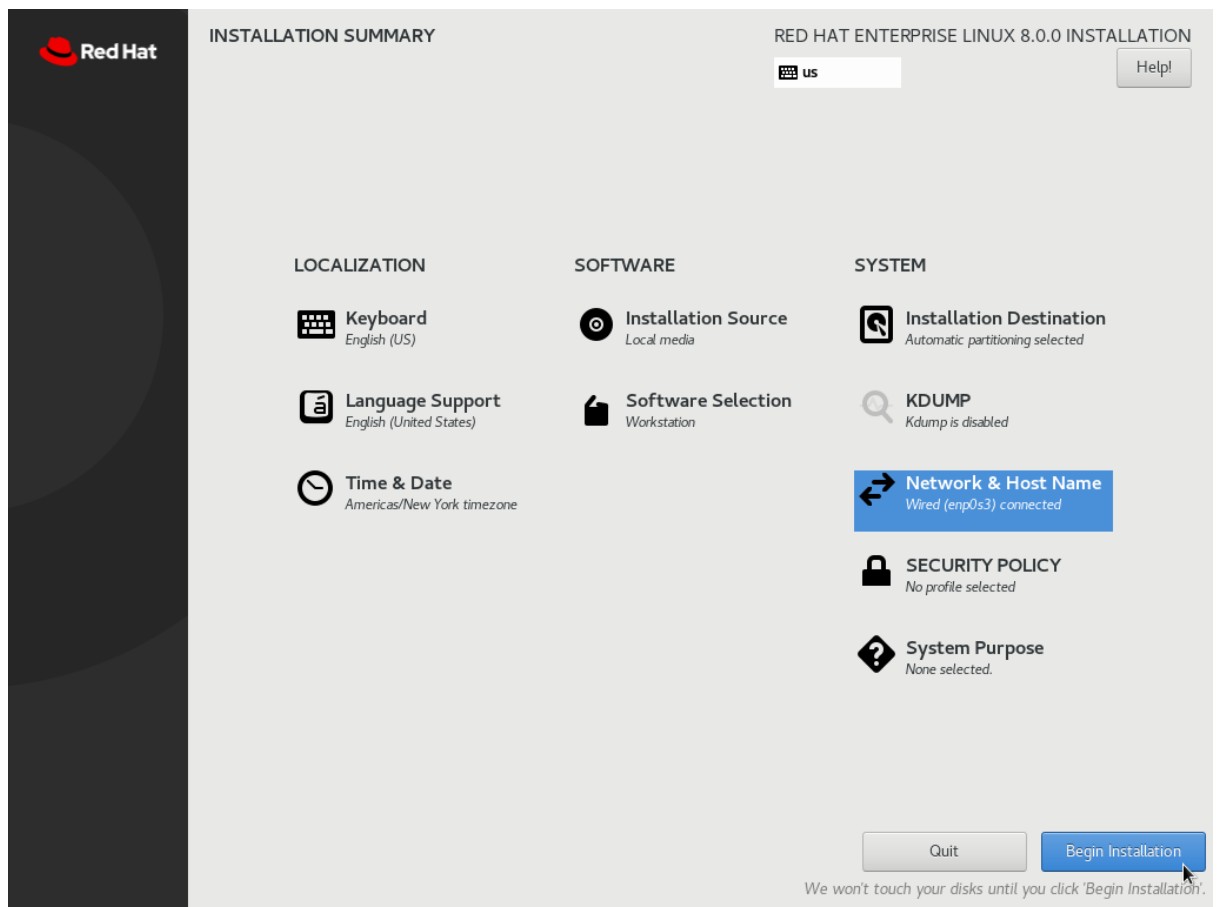 Red Hat
INSTALLATION SUMMARY
RED HAT ENTERPRISE LINUX 8.0.0 INSTALLATION
us
Help!
LOCALIZATION
Keyboard
English (US)
Language Support
English (United States)
Time & Date
Americas/New York timezone
SOFTWARE
Installation Source
Local media
Software Selection
Workstation
SYSTEM
Installation Destination
Automatic partitioning selected
KDUMP
Kdump is disabled
Network & Host Name
Wired (enp0s3) connected
SECURITY POLICY
No profile selected
System Purpose
None selected.
Quit
Begin Installation
We won't touch your disks until you click 'Begin Installation'.